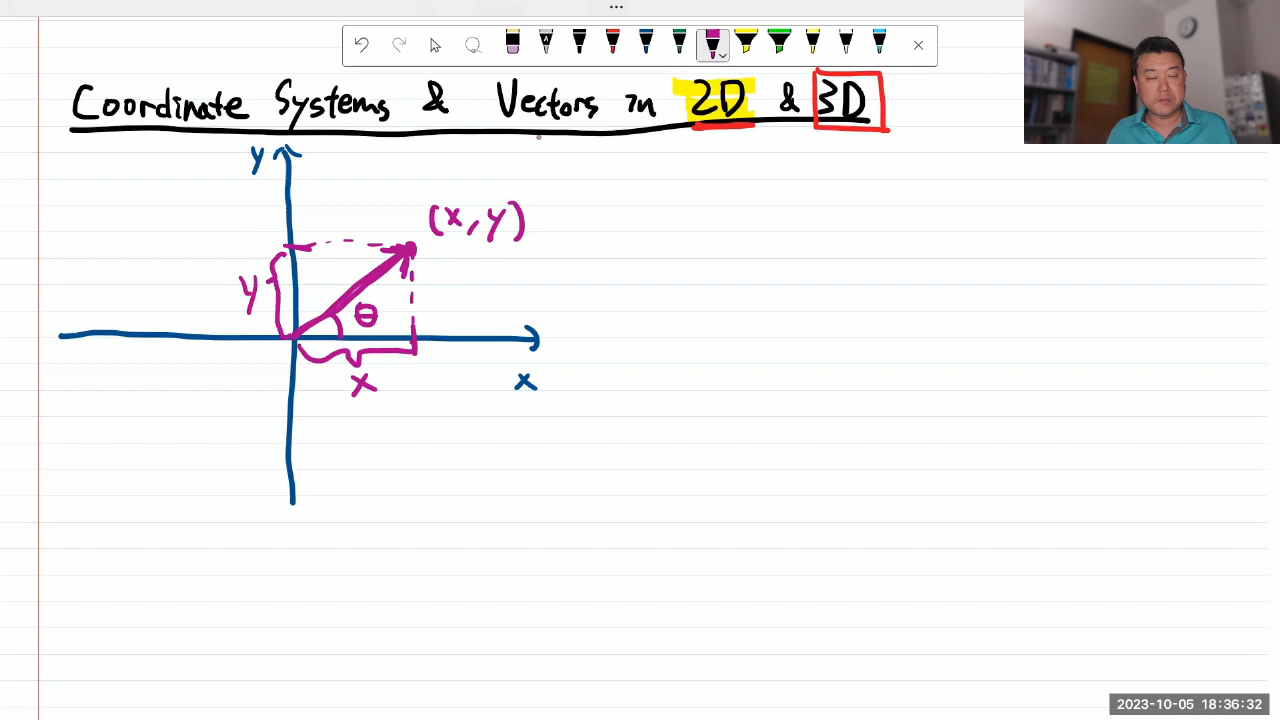 Coordinate Systems & Vectors in 2D & 3D
y
(x, y)
y
θ
x
x
2023-10-05 18:36:32